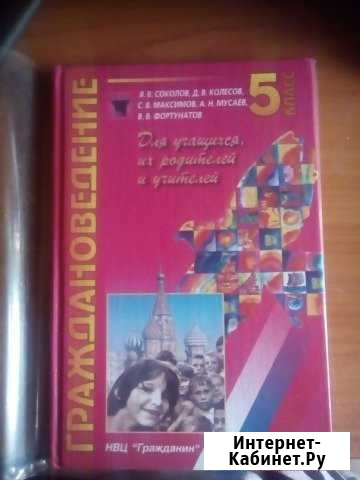 Я. В. СОКОЛОВ, Д. В. КОЛЕСОВ,
С. В. МАКСИМОВ, А. Н. МУСАЕВ,
В. В. ФОРТУНАТОВ
5
КЛАСС
ГРАЖДАНОВЕДЕНИЕ
Для учащихся,
их родителей
и учителей
НВЦ "Гражданин"
Интернет-
Кабинет.Ру